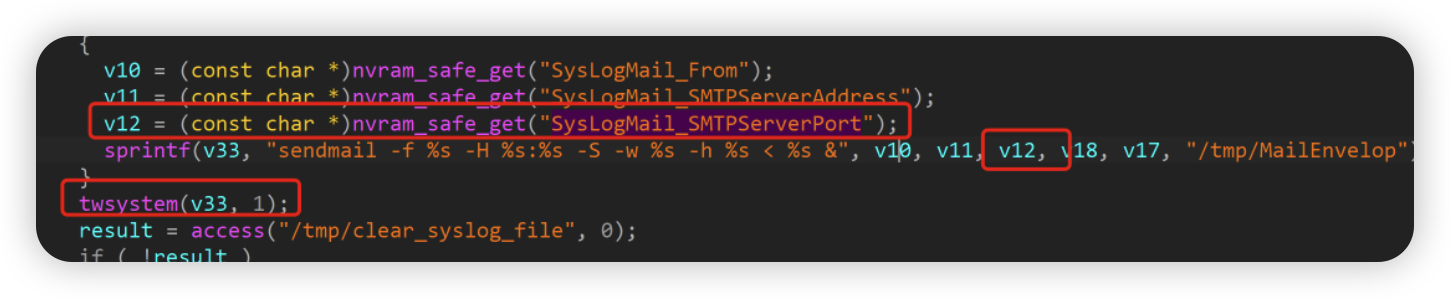 {
v10 = (const char *)nvram_safe_get("SysLogMail_From");
v11 = (const char *)nvram_safe_get("SysLogMail_SMTPServerAddress");
v12 = (const char *)nvram_safe_get("SysLogMail_SMTPServerPort");
sprintf(v33, "sendmail -f %s -H %s:%s -S -w %s -h %s < %s &", v10, v11, v12, v18, v17, "/tmp/MailEnvelop")
}
twsystem(v33, 1);
result = access("/tmp/clear_syslog_file", 0);
if ( !result )